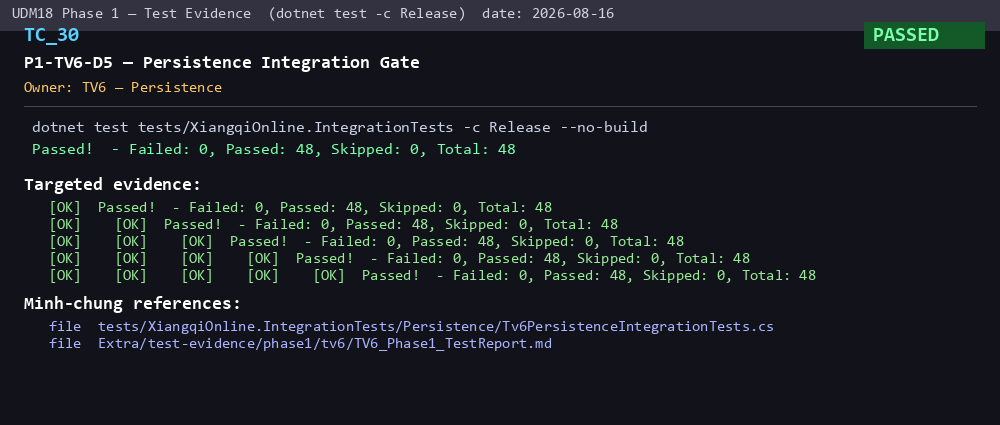 UDM18 Phase 1 — Test Evidence (dotnet test -c Release) date: 2026-08-16
TC_30
PASSED
P1-TV6-D5 — Persistence Integration Gate
Owner: TV6 — Persistence
dotnet test tests/XiangqiOnline.IntegrationTests -c Release --no-build
Passed! - Failed: 0, Passed: 48, Skipped: 0, Total: 48
Targeted evidence:
[OK] Passed! - Failed: 0, Passed: 48, Skipped: 0, Total: 48
[OK] [OK] Passed! - Failed: 0, Passed: 48, Skipped: 0, Total: 48
[OK] [OK] [OK] Passed! - Failed: 0, Passed: 48, Skipped: 0, Total: 48
[OK] [OK] [OK] [OK] Passed! - Failed: 0, Passed: 48, Skipped: 0, Total: 48
[OK] [OK] [OK] [OK] [OK] Passed! - Failed: 0, Passed: 48, Skipped: 0, Total: 48
Minh-chung references:
file tests/XiangqiOnline.IntegrationTests/Persistence/Tv6PersistenceIntegrationTests.cs
file Extra/test-evidence/phase1/tv6/TV6_Phase1_TestReport.md